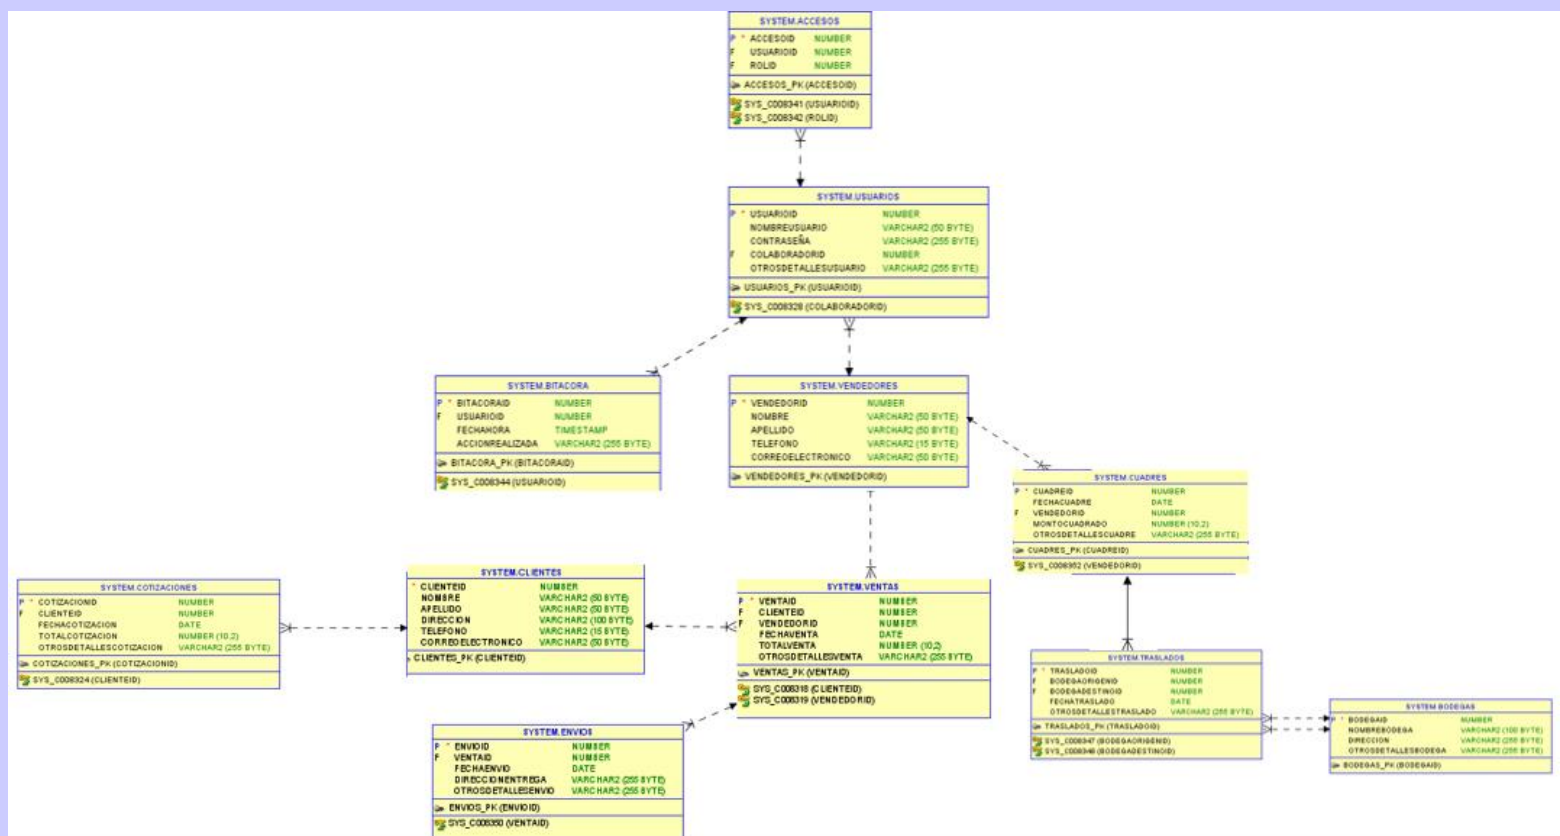 SYSTEM.ACCESOS
P * ACCESOID NUMBER
F USUARIOID NUMBER
F ROLID NUMBER
ACCESOS_PK (ACCESOID)
SYS_C008341 (USUARIOID)
SYS_C008342 (ROLID)
SYSTEM.USUARIOS
P * USUARIOID NUMBER
NOMBREUSUARIO VARCHAR2 (50 BYTE)
CONTRASEÑA VARCHAR2 (255 BYTE)
F COLABORADORID NUMBER
OTROSDETALLESUSUARIO VARCHAR2 (255 BYTE)
USUARIOS_PK (USUARIOID)
SYS_C008328 (COLABORADORID)
SYSTEM.BITACORA
P * BITACORAID NUMBER
F USUARIOID NUMBER
FECHAHORA TIMESTAMP
ACCIONREALIZADA VARCHAR2 (255 BYTE)
BITACORA_PK (BITACORAID)
SYS_C008344 (USUARIOID)
SYSTEM.VENDEDORES
P * VENDEDORID NUMBER
NOMBRE VARCHAR2 (50 BYTE)
APELLIDO VARCHAR2 (50 BYTE)
TELEFONO VARCHAR2 (15 BYTE)
CORREOELECTRONICO VARCHAR2 (50 BYTE)
VENDEDORES_PK (VENDEDORID)
SYSTEM.CUADRES
P * CUADREID NUMBER
FECHACUADRE DATE
F VENDEDORID NUMBER
MONTOCUADRADO NUMBER (10,2)
OTROSDETALLESCUADRE VARCHAR2 (255 BYTE)
CUADRES_PK (CUADREID)
SYS_C008352 (VENDEDORID)
SYSTEM.COTIZACIONES
P * COTIZACIONID NUMBER
F CLIENTEID NUMBER
FECHACOTIZACION DATE
TOTALCOTIZACION NUMBER (10,2)
OTROSDETALLESCOTIZACION VARCHAR2 (255 BYTE)
COTIZACIONES_PK (COTIZACIONID)
SYS_C008324 (CLIENTEID)
SYSTEM.CLIENTES
* CLIENTEID NUMBER
NOMBRE VARCHAR2 (50 BYTE)
APELLIDO VARCHAR2 (50 BYTE)
DIRECCION VARCHAR2 (100 BYTE)
TELEFONO VARCHAR2 (15 BYTE)
CORREOELECTRONICO VARCHAR2 (50 BYTE)
CLIENTES_PK (CLIENTEID)
SYSTEM.VENTAS
P * VENTAID NUMBER
F CLIENTEID NUMBER
F VENDEDORID NUMBER
FECHAVENTA DATE
TOTALVENTA NUMBER (10,2)
OTROSDETALLESVENTA VARCHAR2 (255 BYTE)
VENTAS_PK (VENTAID)
SYS_C008318 (CLIENTEID)
SYS_C008319 (VENDEDORID)
SYSTEM.ENVIOS
P * ENVIOID NUMBER
F VENTAID NUMBER
FECHAENVIO DATE
DIRECCIONENTREGA VARCHAR2 (255 BYTE)
OTROSDETALLESENVIO VARCHAR2 (255 BYTE)
ENVIOS_PK (ENVIOID)
SYS_C008350 (VENTAID)
SYSTEM.TRASLADOS
P * TRASLADOID NUMBER
F BODEGAORIGENID NUMBER
F BODEGADESTINOID NUMBER
FECHATRASLADO DATE
OTROSDETALLESTRASLADO VARCHAR2 (255 BYTE)
TRASLADOS_PK (TRASLADOID)
SYS_C008347 (BODEGAORIGENID)
SYS_C008348 (BODEGADESTINOID)
SYSTEM.BODEGAS
P * BODEGAID NUMBER
NOMBREBODEGA VARCHAR2 (100 BYTE)
DIRECCION VARCHAR2 (255 BYTE)
OTROSDETALLESBODEGA VARCHAR2 (255 BYTE)
BODEGAS_PK (BODEGAID)